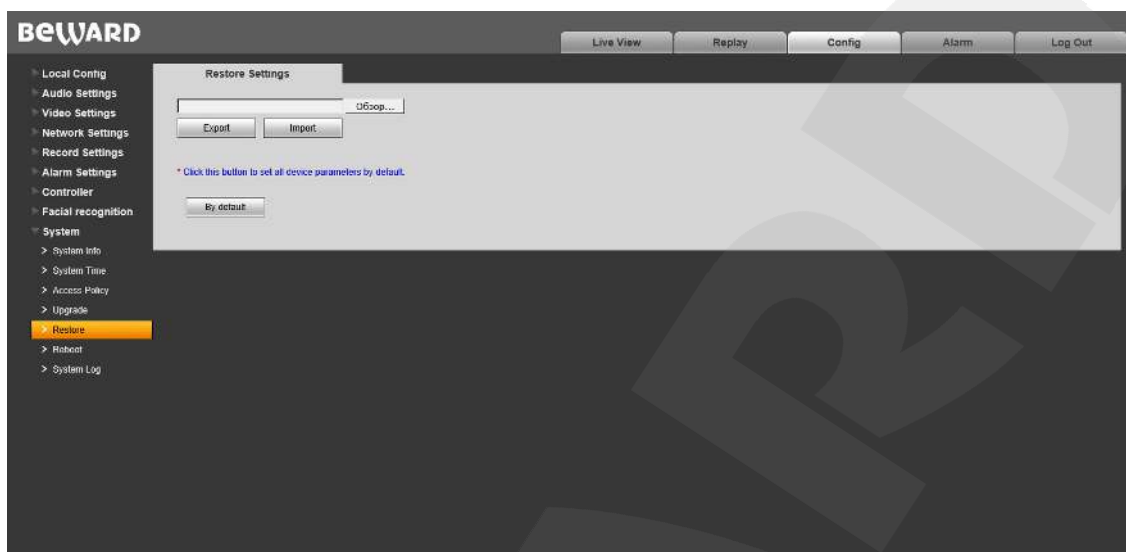 BEWARD
Live View Replay Config Alarm Log Out
Local Config
Audio Settings
Video Settings
Network Settings
Record Settings
Alarm Settings
Controller
Facial recognition
System
> System Info
> System Time
> Access Policy
> Upgrade
> Restore
> Reboot
> System Log
Restore Settings
Обзор...
Export Import
* Click this button to set all device parameters by default.
By default